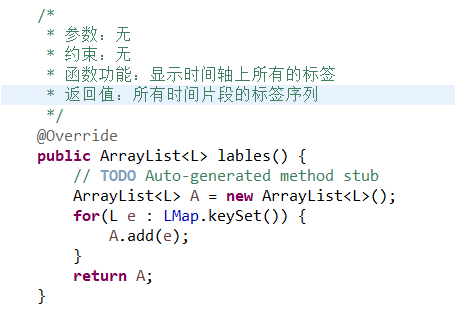 /*
* 参数：无
* 约束：无
* 函数功能：显示时间轴上所有的标签
* 返回值：所有时间片段的标签序列
*/
@Override
public ArrayList<L> lables() {
// TODO Auto-generated method stub
ArrayList<L> A = new ArrayList<L>();
for(L e : LMap.keySet()) {
A.add(e);
}
return A;
}